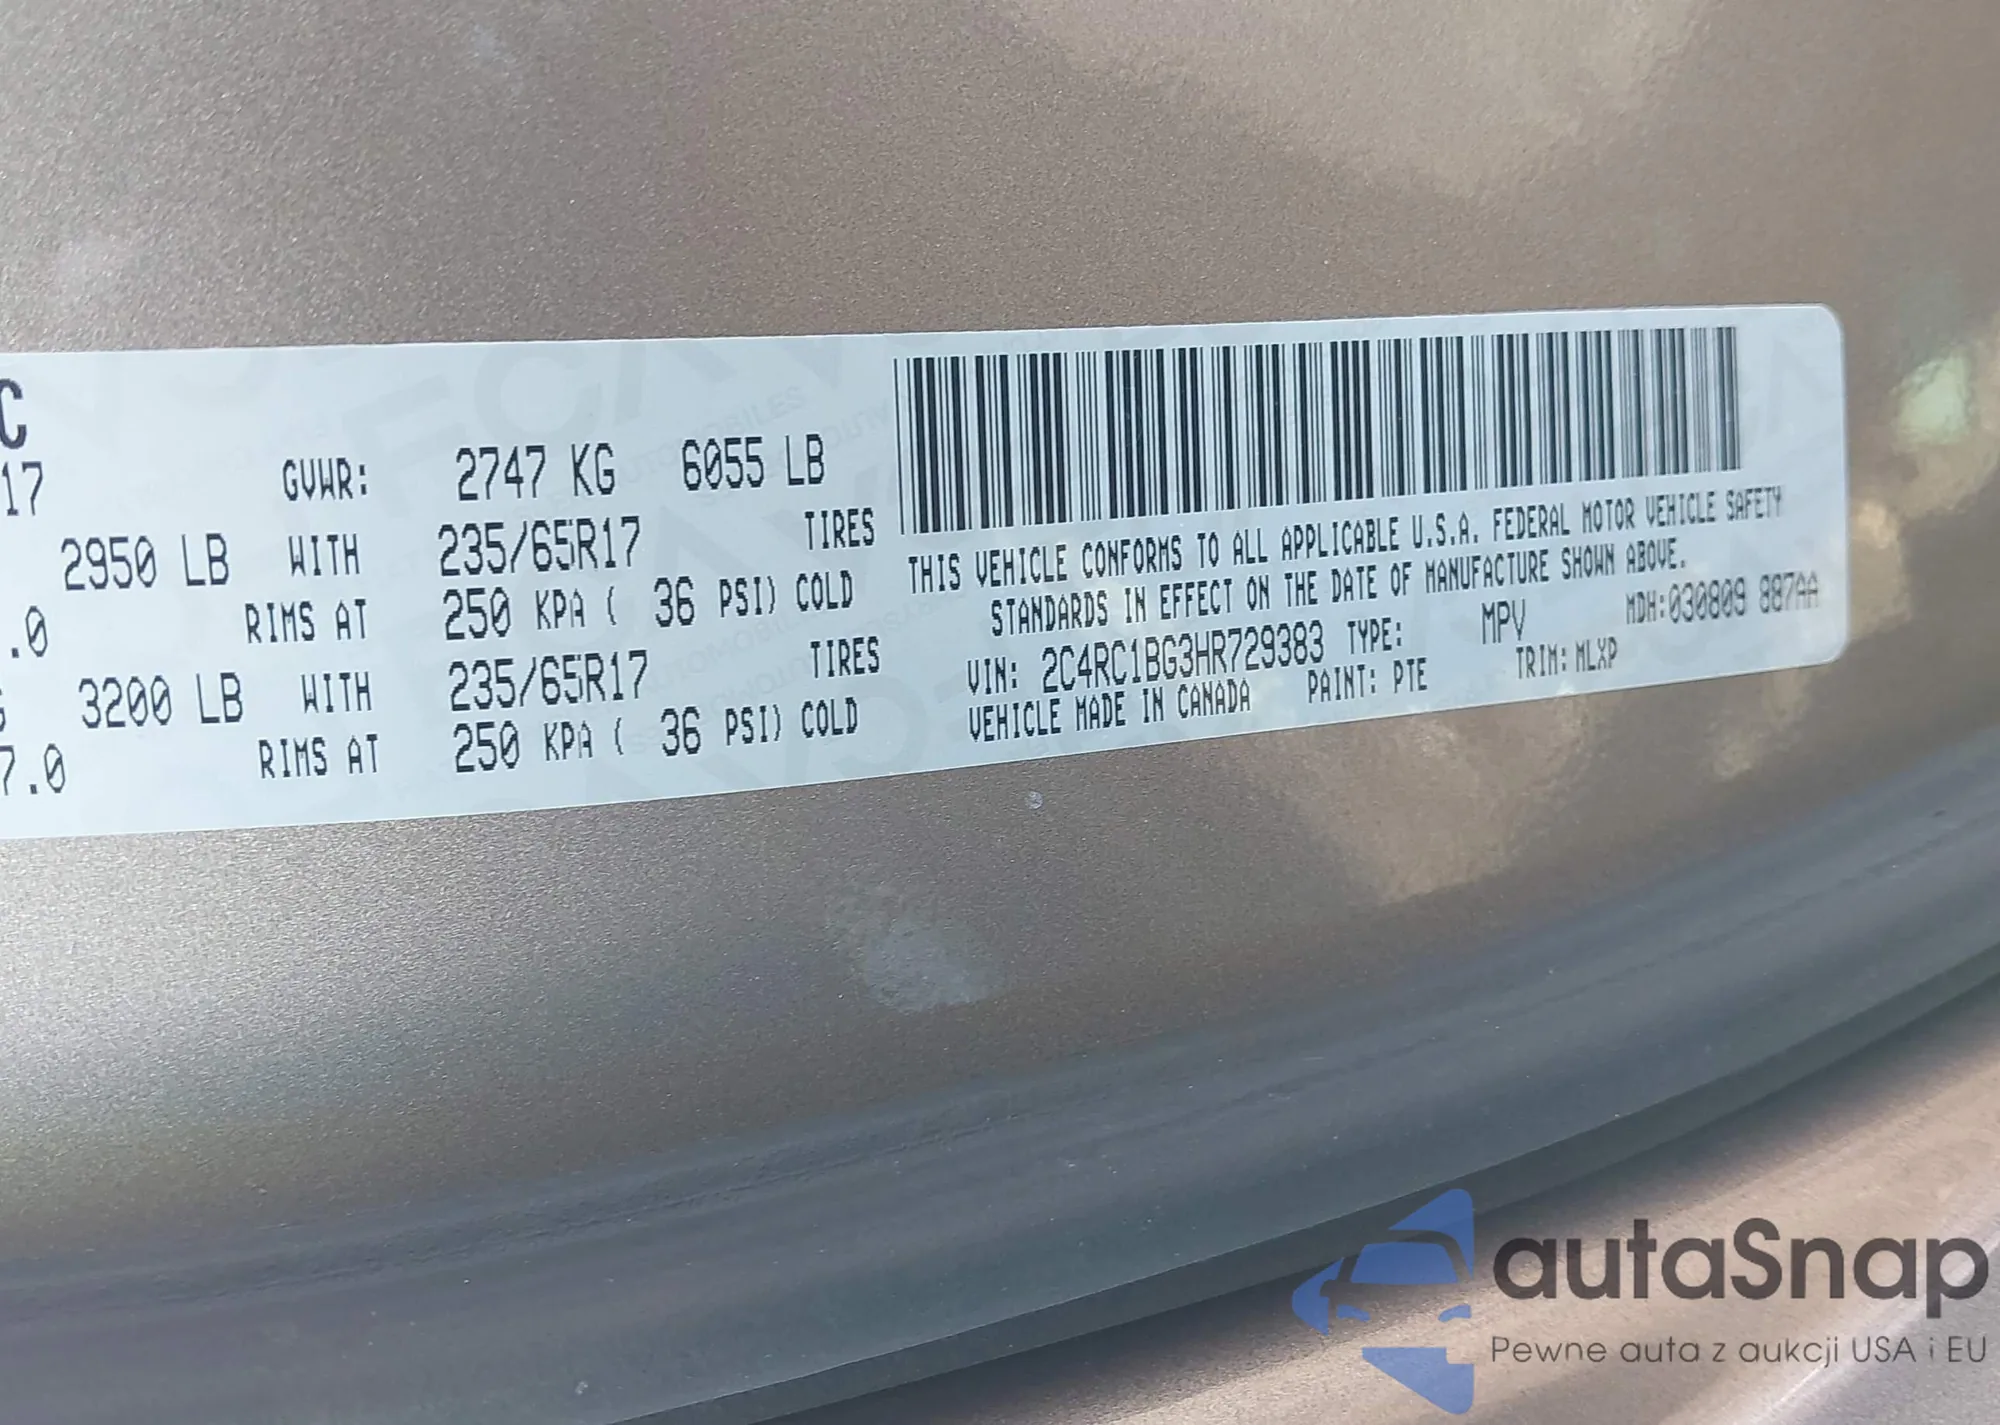 C
17
GVWR: 2747 KG 6055 LB
2950 LB WITH 235/65R17 TIRES
.0 RIMS AT 250 KPA ( 36 PSI) COLD
3200 LB WITH 235/65R17 TIRES
7.0 RIMS AT 250 KPA ( 36 PSI) COLD
THIS VEHICLE CONFORMS TO ALL APPLICABLE U.S.A. FEDERAL MOTOR VEHICLE SAFETY
STANDARDS IN EFFECT ON THE DATE OF MANUFACTURE SHOWN ABOVE.
VIN: 2C4RC1BG3HR729383 TYPE: MPV MDH:030809 887AA
VEHICLE MADE IN CANADA PAINT: PTE TRIM: MLXP
autaSnap
Pewne auta z aukcji USA i EU